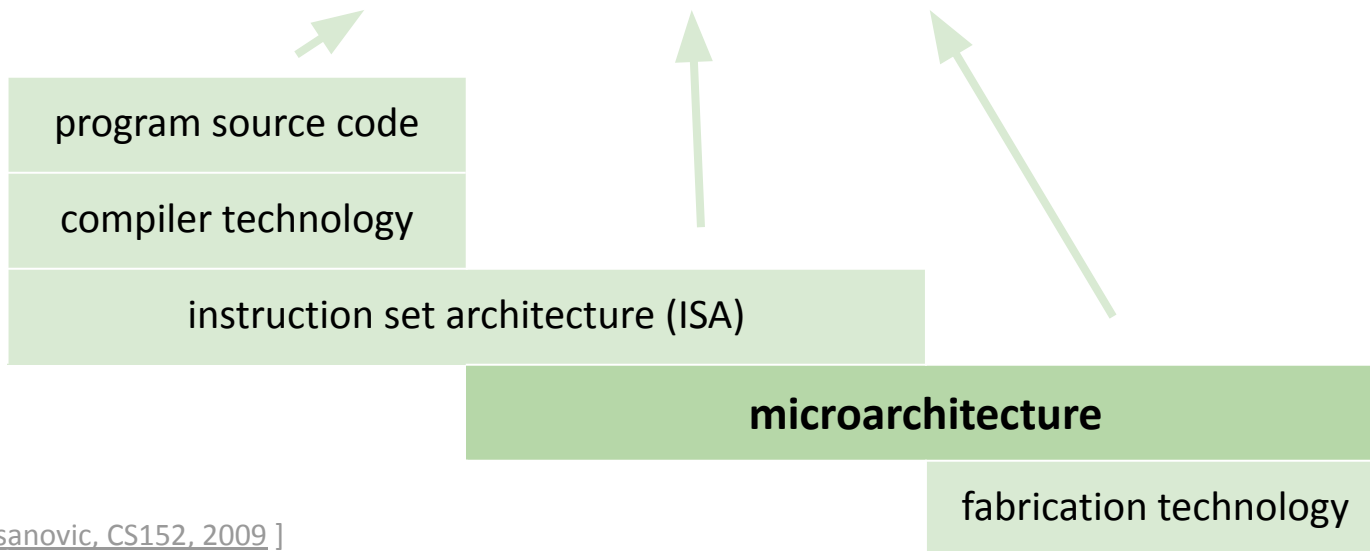 program source code
compiler technology
instruction set architecture (ISA)
microarchitecture
fabrication technology
sanovic, CS152, 2009 ]